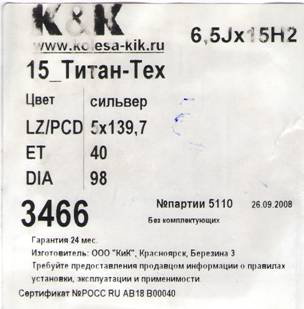 K&K
www.kolesa-kik.ru
6,5Jx15H2
15_Титан-Тех
Цвет сильвер
LZ/PCD 5x139,7
ET 40
DIA 98
3466 №партии 5110 26.09.2008
Без комплектующих
Гарантия 24 мес.
Изготовитель: ООО "КиК", Красноярск, Березина 3
Требуйте предоставления продавцом информации о правилах
установки, эксплуатации и применимости.
Сертификат №РОСС RU АВ18 В00040